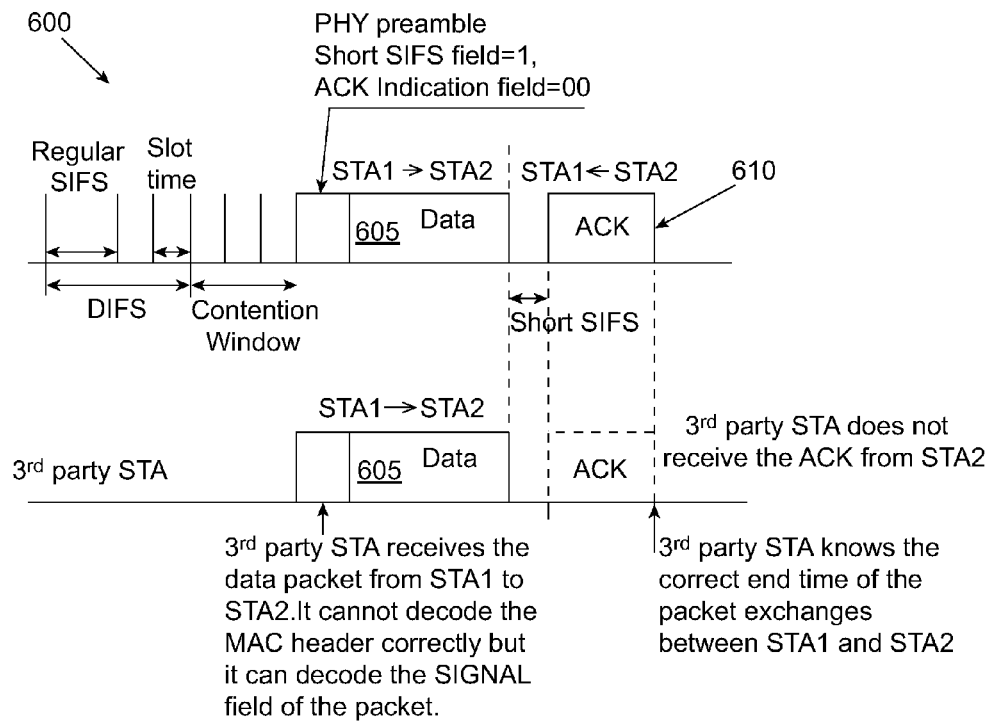 600
PHY preamble
Short SIFS field=1,
ACK Indication field=00
Regular
SIFS
Slot
time
STA1 → STA2
STA1 ← STA2
610
605
Data
ACK
DIFS
Contention
Window
Short SIFS
STA1 → STA2
3rd party STA
605
Data
ACK
3rd party STA does not
receive the ACK from STA2
3rd party STA receives the
data packet from STA1 to
STA2.It cannot decode the
MAC header correctly but
it can decode the SIGNAL
field of the packet.
3rd party STA knows the
correct end time of the
packet exchanges
between STA1 and STA2